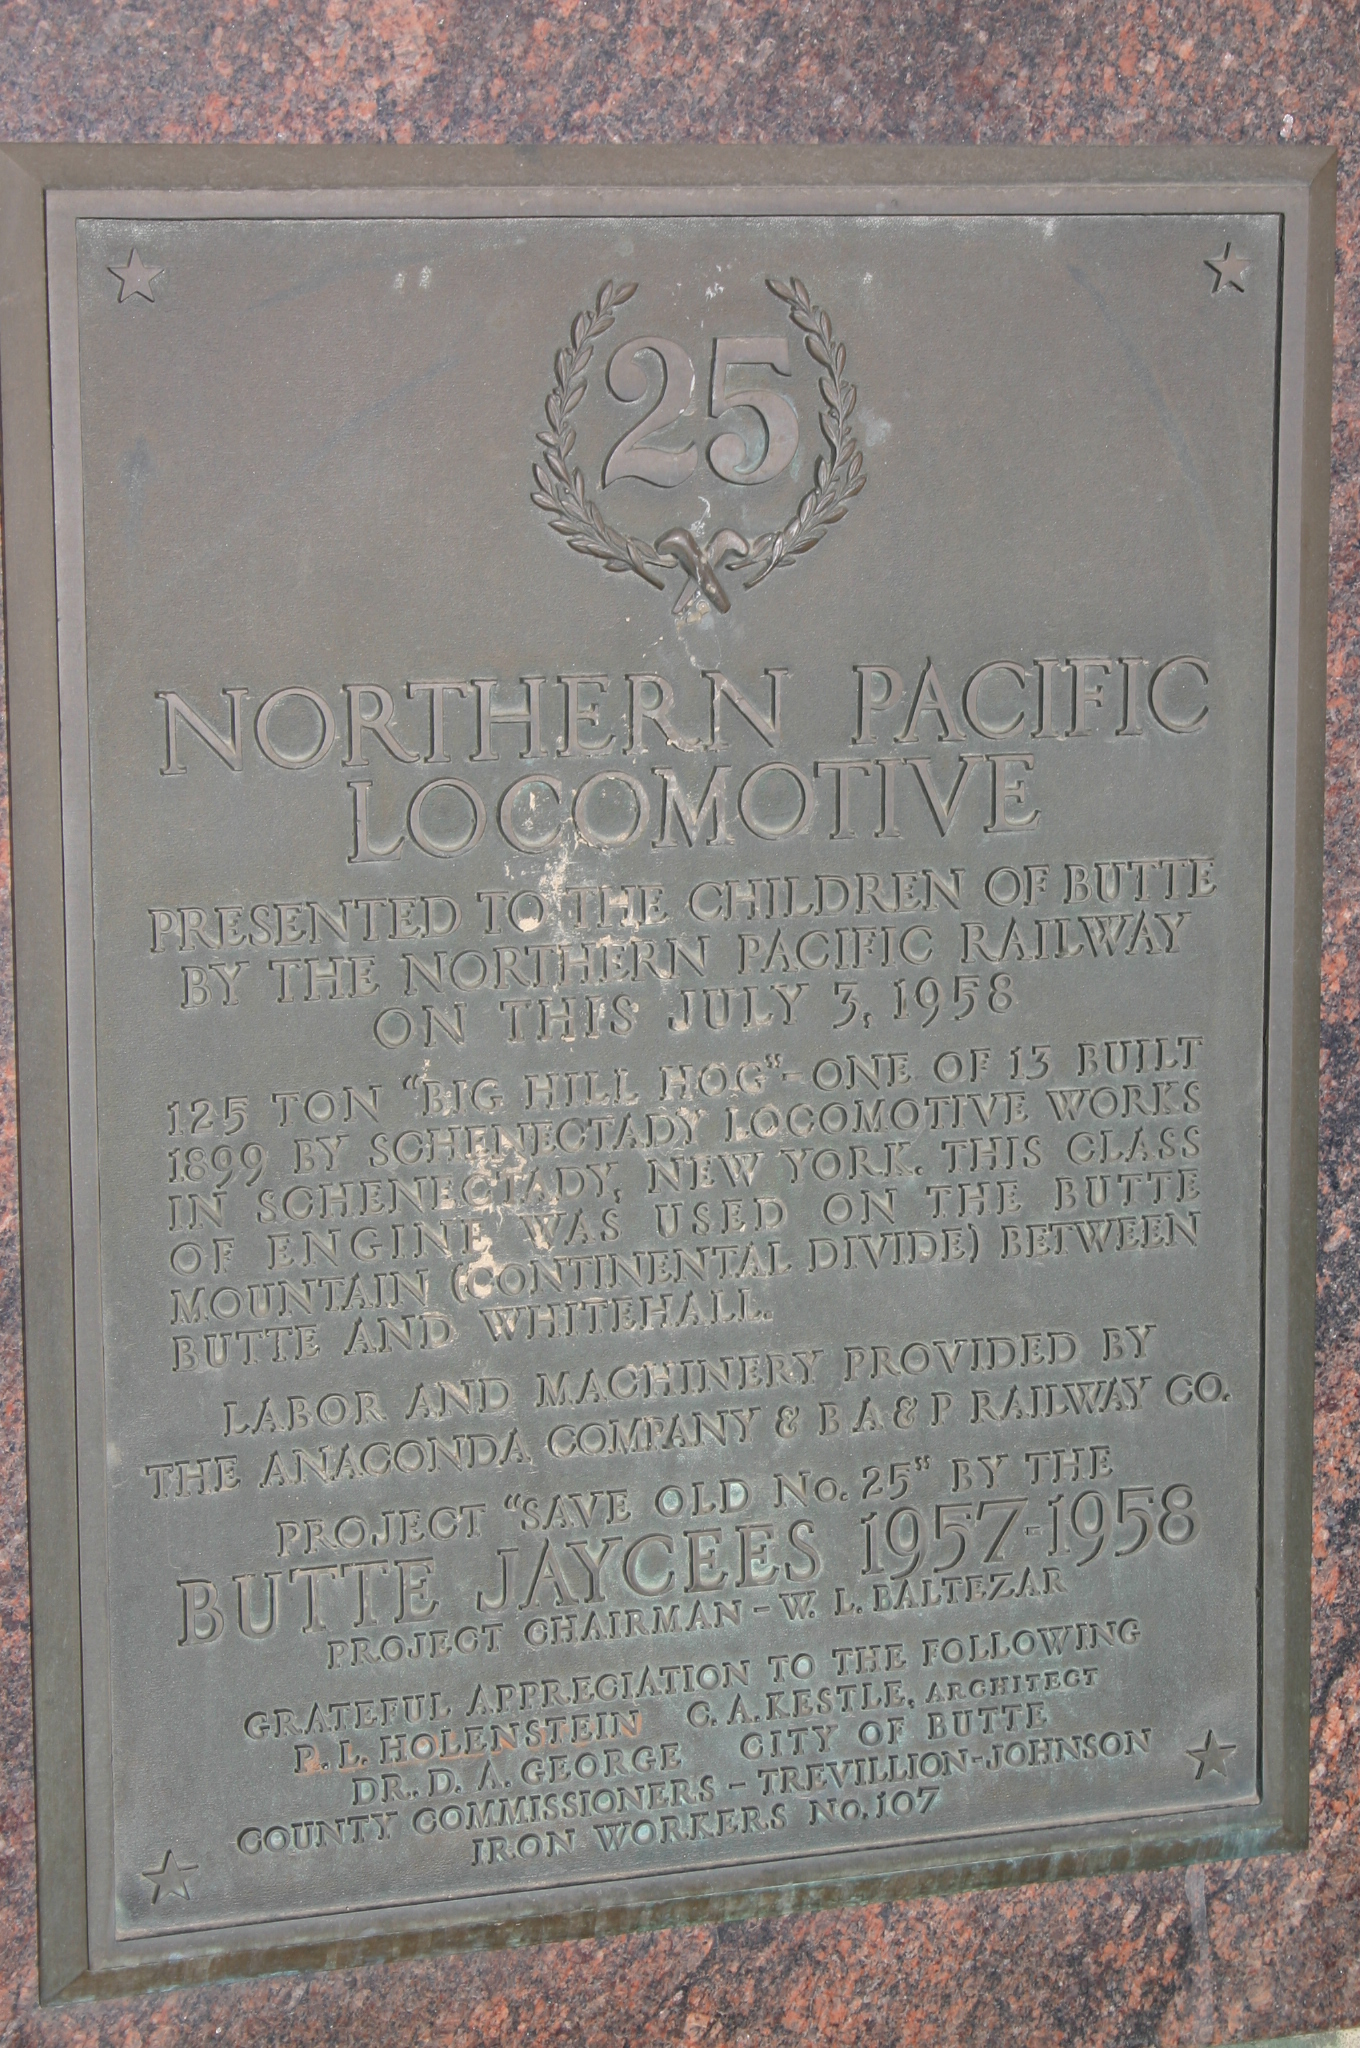 25
NORTHERN PACIFIC
LOCOMOTIVE
PRESENTED TO THE CHILDREN OF BUTTE
BY THE NORTHERN PACIFIC RAILWAY
ON THIS JULY 3, 1958
125 TON "BIG HILL HOG"-ONE OF 13 BUILT
1899 BY SCHENECTADY LOCOMOTIVE WORKS
IN SCHENECTADY, NEW YORK. THIS CLASS
OF ENGINE WAS USED ON THE BUTTE
MOUNTAIN (CONTINENTAL DIVIDE) BETWEEN
BUTTE AND WHITEHALL.
LABOR AND MACHINERY PROVIDED BY
THE ANACONDA COMPANY & B A & P RAILWAY CO.
PROJECT "SAVE OLD No. 25" BY THE
BUTTE JAYCEES 1957-1958
PROJECT CHAIRMAN - W. L. BALTEZAR
GRATEFUL APPRECIATION TO THE FOLLOWING
P. L. HOLENSTEIN C. A. KESTLE, ARCHITECT
DR. D. A. GEORGE CITY OF BUTTE
COUNTY COMMISSIONERS - TREVILLION-JOHNSON
IRON WORKERS No. 107